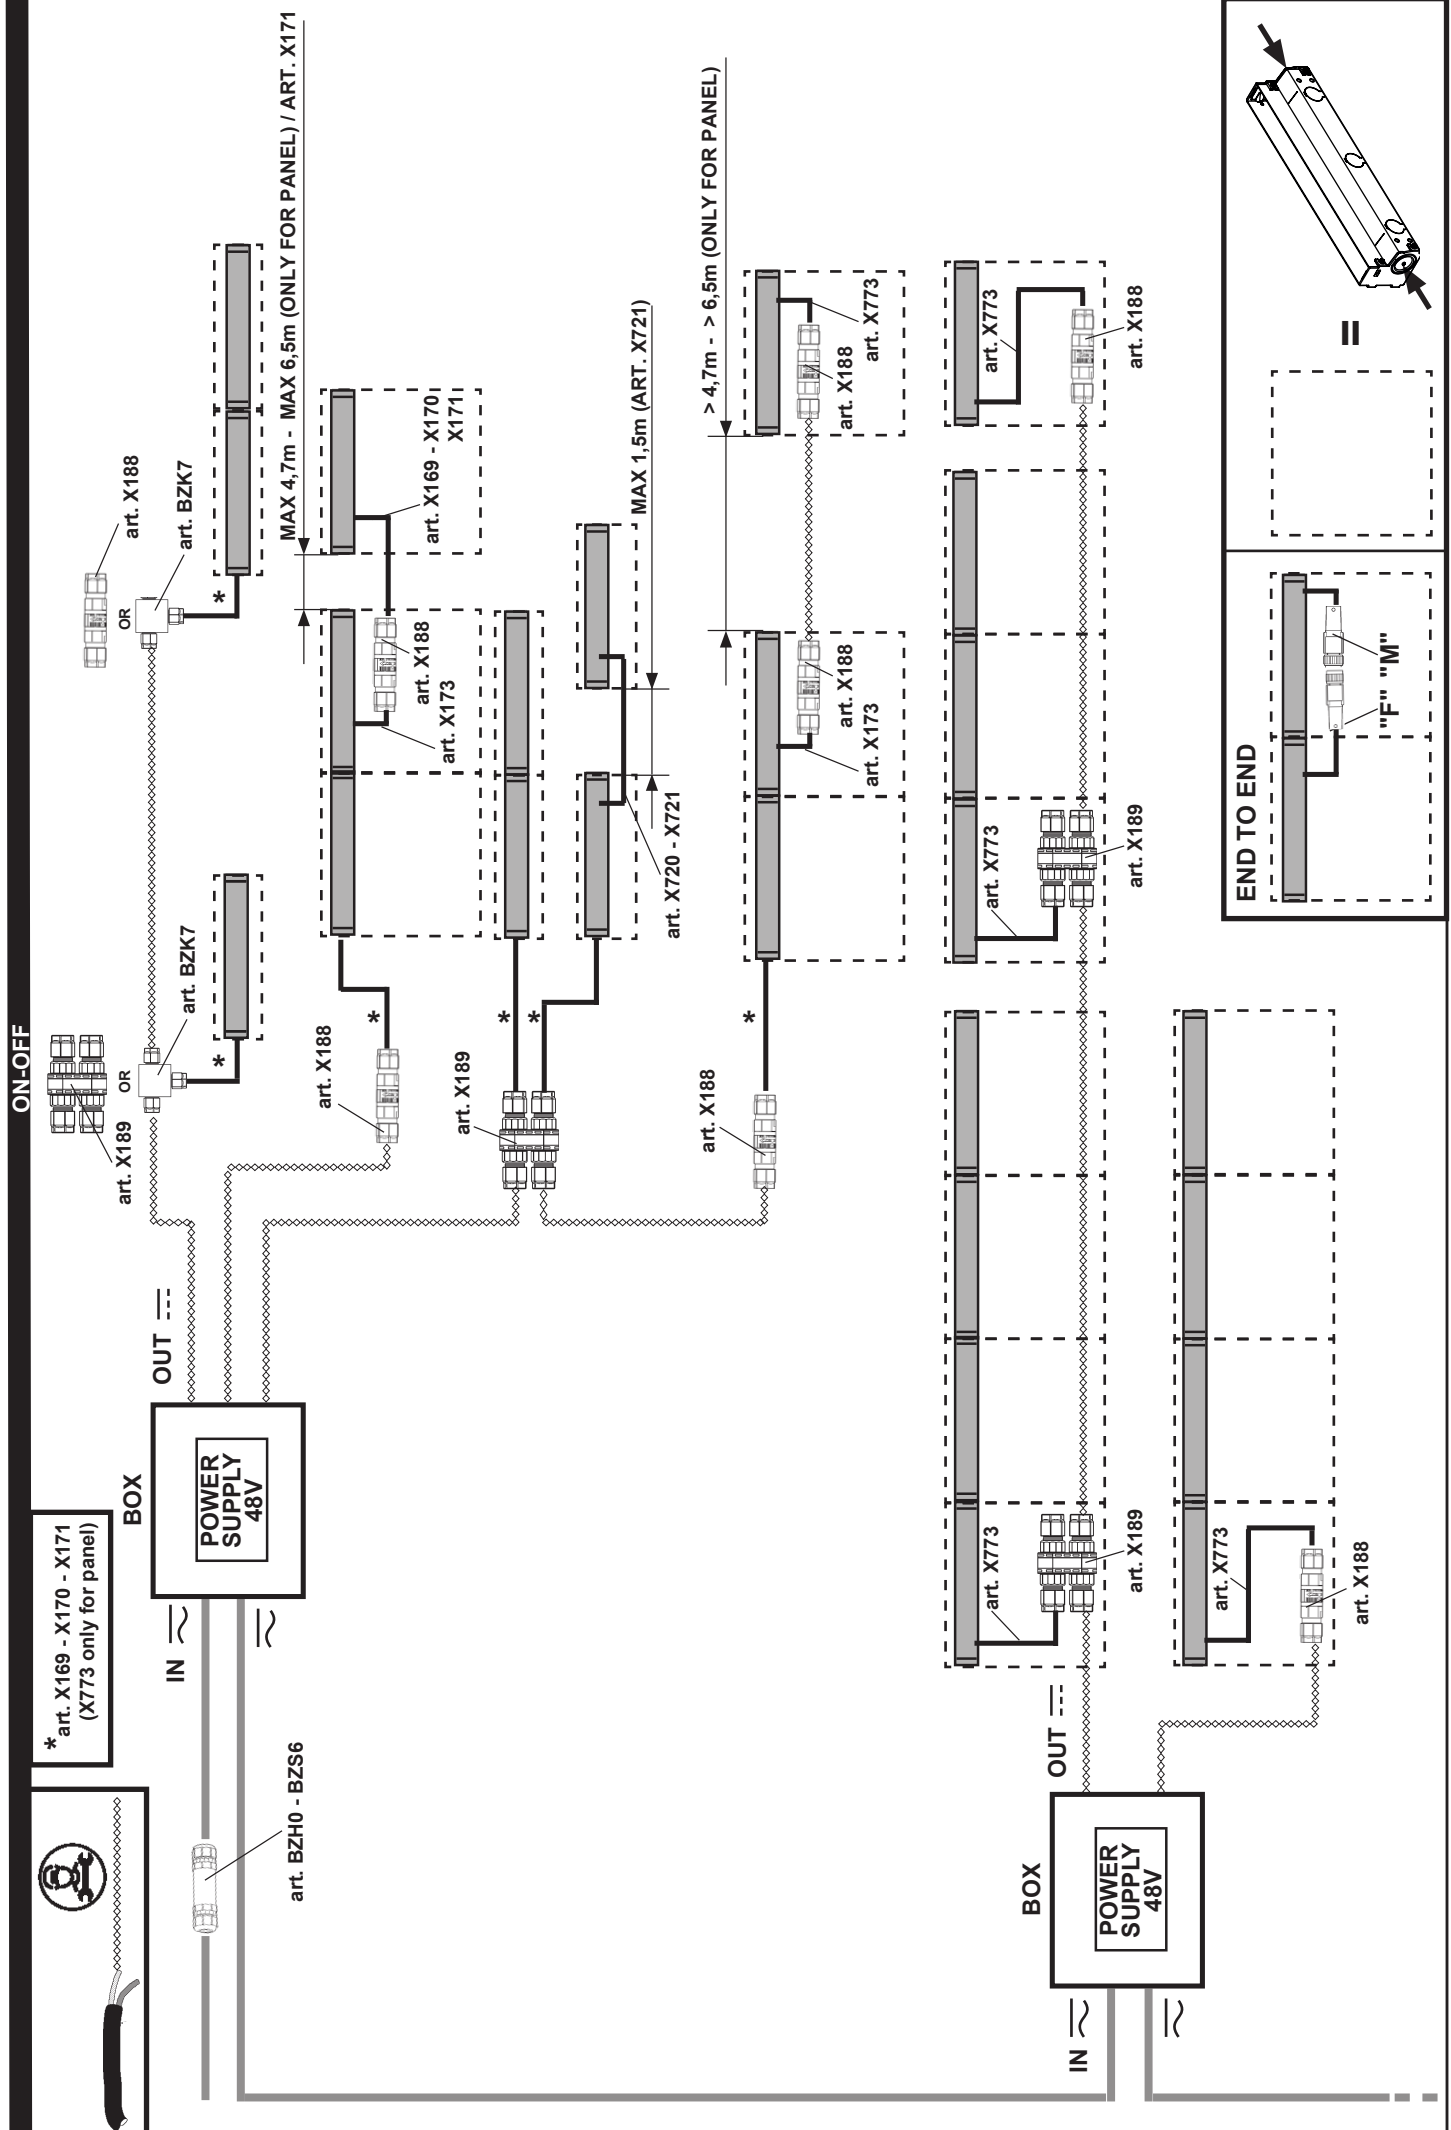 ON-OFF
* art. X169 - X170 - X171
(X773 only for panel)
IN
BOX
POWER
SUPPLY
48V
OUT
art. BZH0 - BZS6
art. X189
OR
art. BZK7
*
art. X188
OR
art. BZK7
*
MAX 4,7m - MAX 6,5m (ONLY FOR PANEL) / ART. X171
art. X188
*
art. X173
art. X188
art. X169 - X170
X171
art. X189
*
*
art. X720 - X721
MAX 1,5m (ART. X721)
art. X188
*
art. X173
art. X188
> 4,7m - > 6,5m (ONLY FOR PANEL)
art. X188
art. X773
IN
BOX
POWER
SUPPLY
48V
OUT
art. X773
art. X189
art. X773
art. X189
art. X773
art. X188
art. X773
art. X188
END TO END
"F" "M"
=